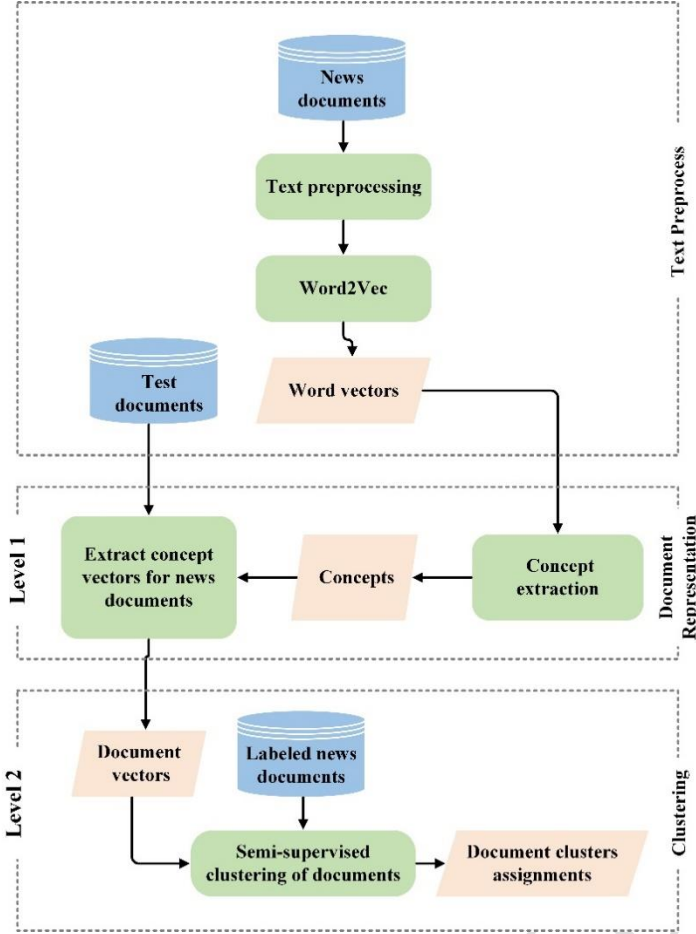 News
documents
Text preprocessing
Word2Vec
Word vectors
Test
documents
Text Preprocess
Level 1
Extract concept
vectors for news
documents
Concepts
Concept
extraction
Document
Representation
Level 2
Document
vectors
Labeled news
documents
Semi-supervised
clustering of documents
Document clusters
assignments
Clustering